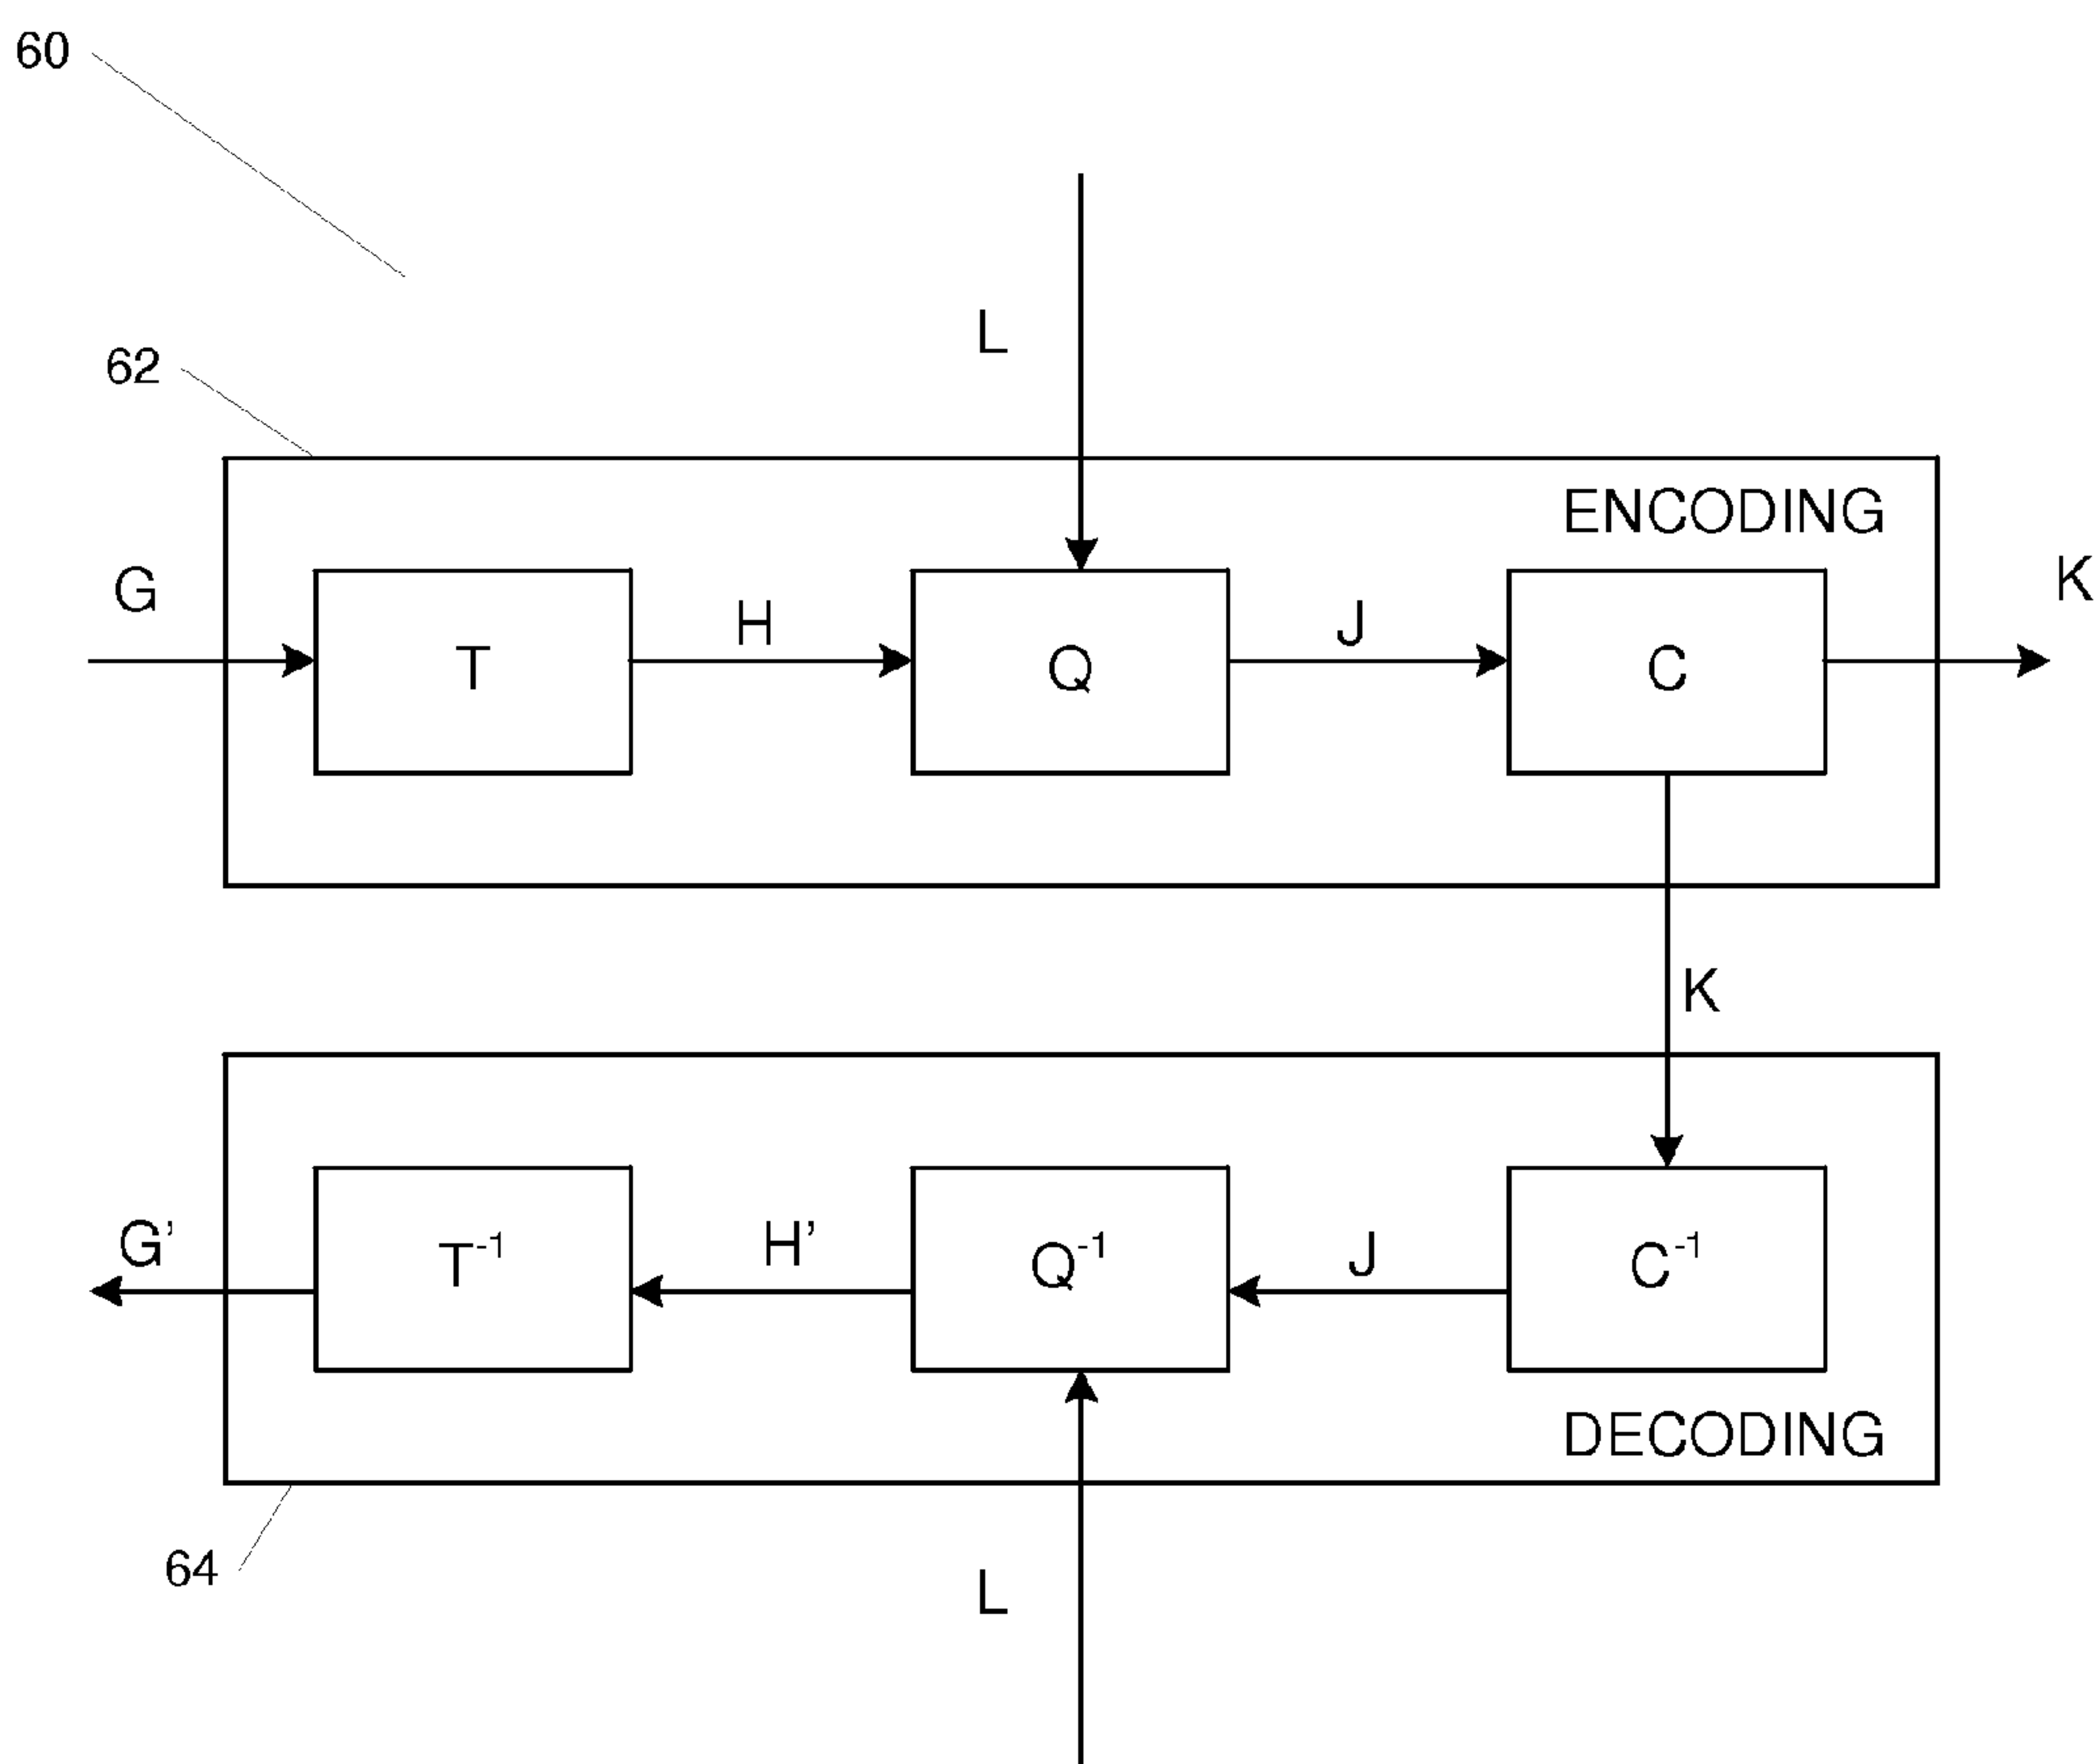 60
L
62
ENCODING
G
H
J
K
T
Q
C
K
G’
T-1
H’
Q-1
J
C-1
DECODING
64
L